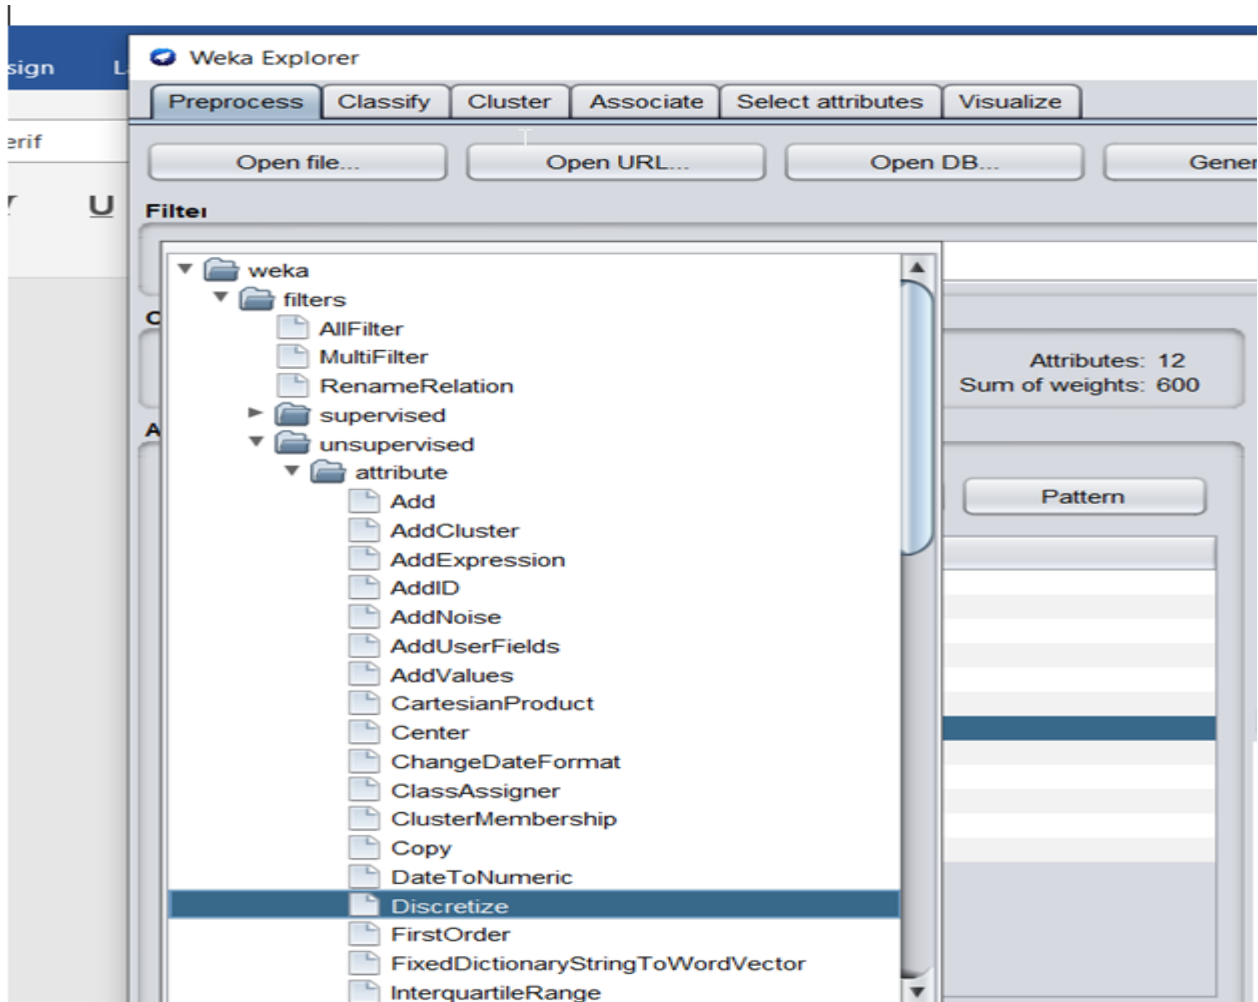 Weka Explorer
sign
Preprocess Classify Cluster Associate Select attributes Visualize
erif
Open file... Open URL... Open DB... Gener
U
Filter
weka
filters
AllFilter
MultiFilter
RenameRelation
Attributes: 12
Sum of weights: 600
supervised
unsupervised
attribute
Add
Pattern
AddCluster
AddExpression
AddID
AddNoise
AddUserFields
AddValues
CartesianProduct
Center
ChangeDateFormat
ClassAssigner
ClusterMembership
Copy
DateToNumeric
Discretize
FirstOrder
FixedDictionaryStringToWordVector
InterquartileRange